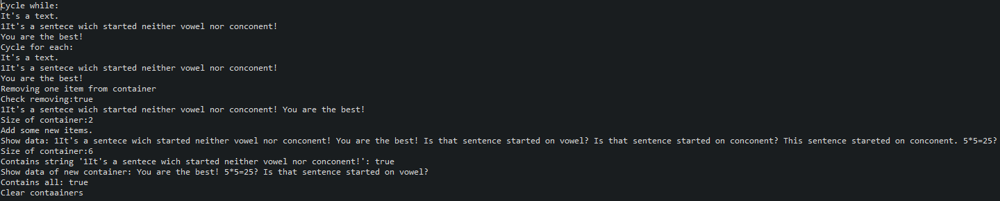 Cycle while:
It's a text.
1It's a sentece wich started neither vowel nor conconent!
You are the best!
Cycle for each:
It's a text.
1It's a sentece wich started neither vowel nor conconent!
You are the best!
Removing one item from container
Check removing:true
1It's a sentece wich started neither vowel nor conconent! You are the best!
Size of container:2
Add some new items.
Show data: 1It's a sentece wich started neither vowel nor conconent! You are the best! Is that sentence started on vowel? Is that sentence started on conconent? This sentence stareted on conconent. 5*5=25?
Size of container:6
Contains string '1It's a sentece wich started neither vowel nor conconent!': true
Show data of new container: You are the best! 5*5=25? Is that sentence started on vowel?
Contains all: true
Clear contaainers